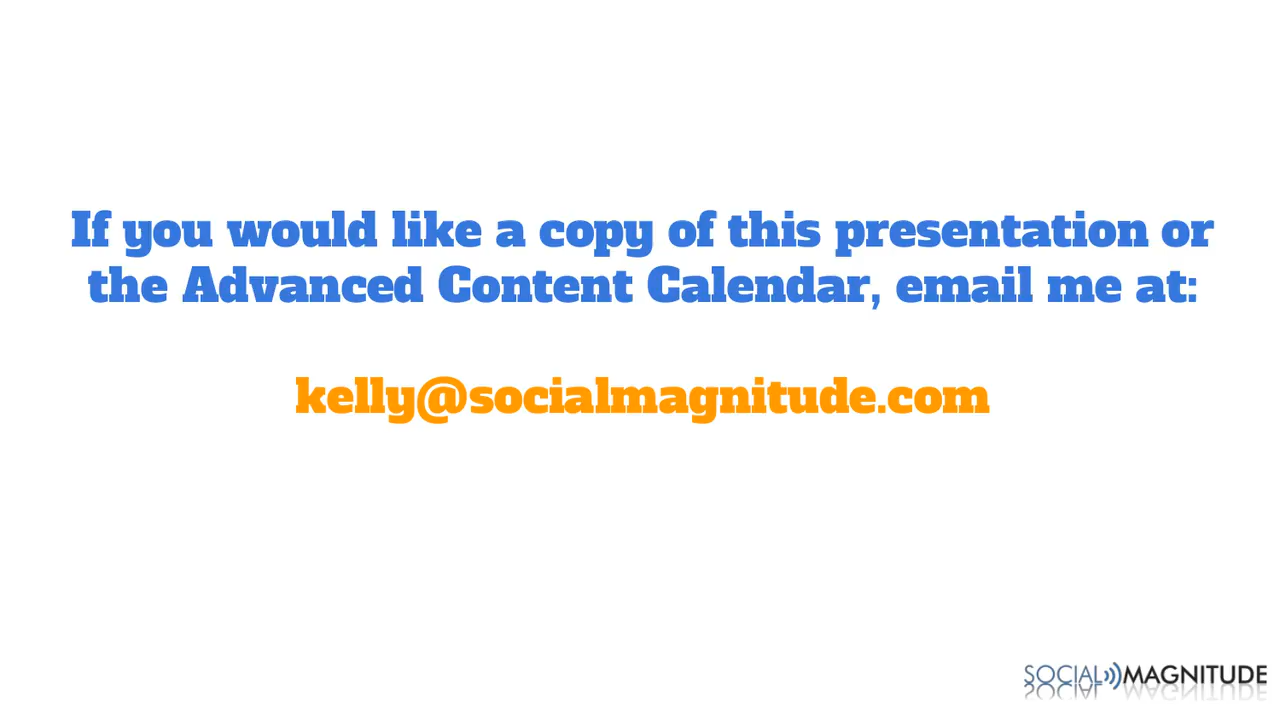 If you would like a copy of this presentation or
the Advanced Content Calendar, email me at:
kelly@socialmagnitude.com
SOCIAL MAGNITUDE